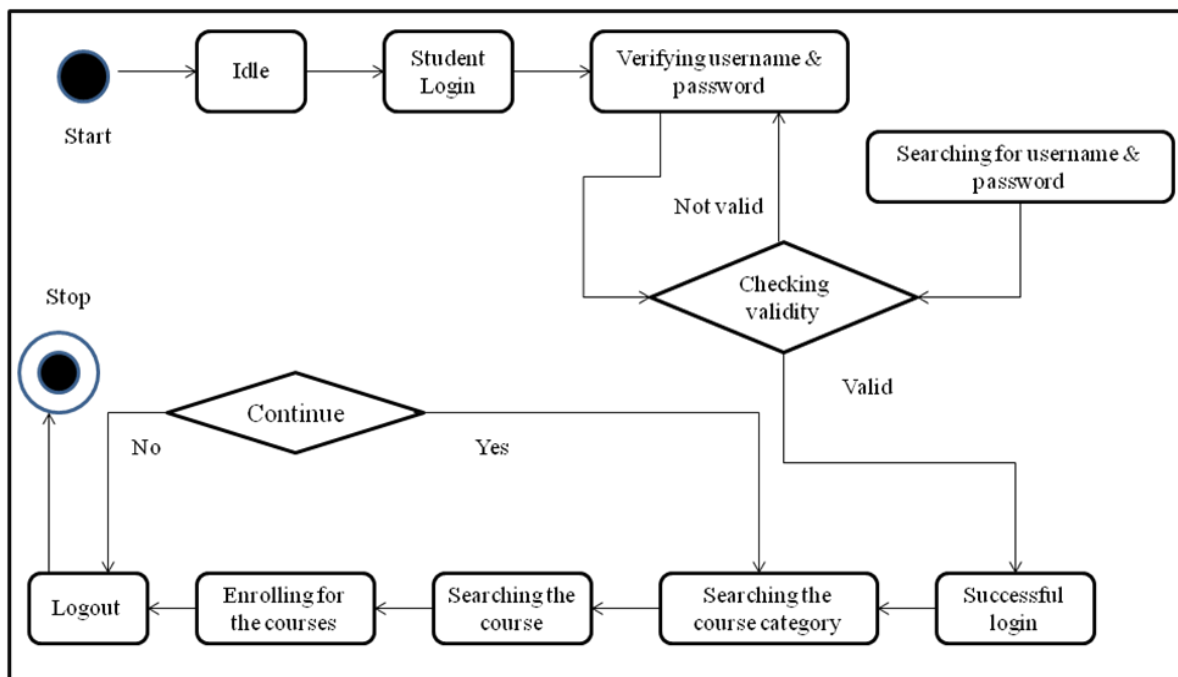 Start
Idle
Student
Login
Verifying username &
password
Searching for username &
password
Not valid
Checking
validity
Valid
Stop
Continue
No
Yes
Logout
Enrolling for
the courses
Searching the
course
Searching the
course category
Successful
login